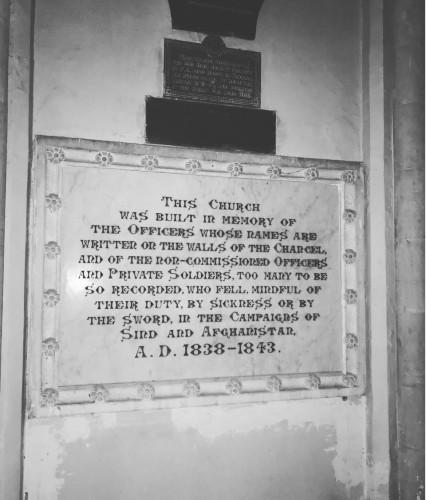 This Church
was built in memory of
the Officers whose names are
written on the walls of the Chancel,
and of the non-commissioned Officers
and Private Soldiers, too many to be
so recorded, who fell, mindful of
their duty, by sickness or by
the sword, in the Campaigns of
Sind and Afghanistan,
A. D. 1838-1843.